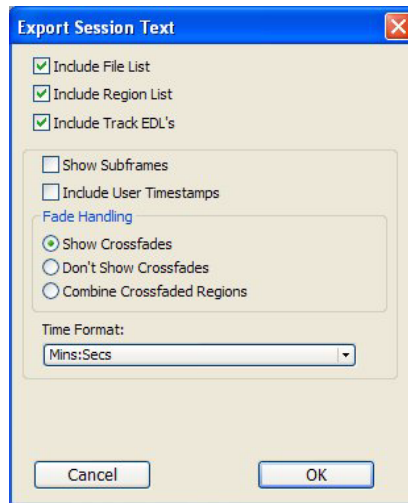 Export Session Text
Include File List
Include Region List
Include Track EDL's
Show Subframes
Include User Timestamps
Fade Handling
Show Crossfades
Don't Show Crossfades
Combine Crossfaded Regions
Time Format:
Mins:Secs
Cancel OK